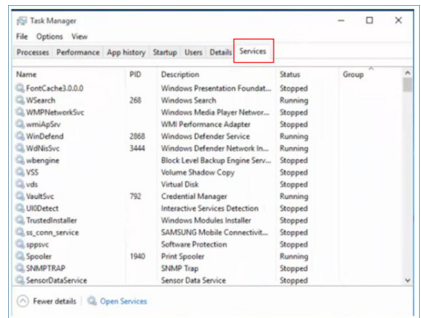 Task Manager
File Options View
Processes Performance App history Startup Users Details Services
Name PID Description Status Group
FontCache3.0.0.0 Windows Presentation Foundat... Stopped
WSearch 268 Windows Search Running
WMPNetworkSvc Windows Media Player Networ... Stopped
wmiApSrv WMI Performance Adapter Stopped
WinDefend 2868 Windows Defender Service Running
WdNisSvc 3444 Windows Defender Network In... Running
wbengine Block Level Backup Engine Serv... Stopped
VSS Volume Shadow Copy Stopped
vds Virtual Disk Stopped
VaultSvc 792 Credential Manager Running
UI0Detect Interactive Services Detection Stopped
TrustedInstaller Windows Modules Installer Stopped
ss_conn_service SAMSUNG Mobile Connectivit... Stopped
sppsvc Software Protection Stopped
Spooler 1940 Print Spooler Running
SNMPTRAP SNMP Trap Stopped
SensorDataService Sensor Data Service Stopped
Fewer details Open Services